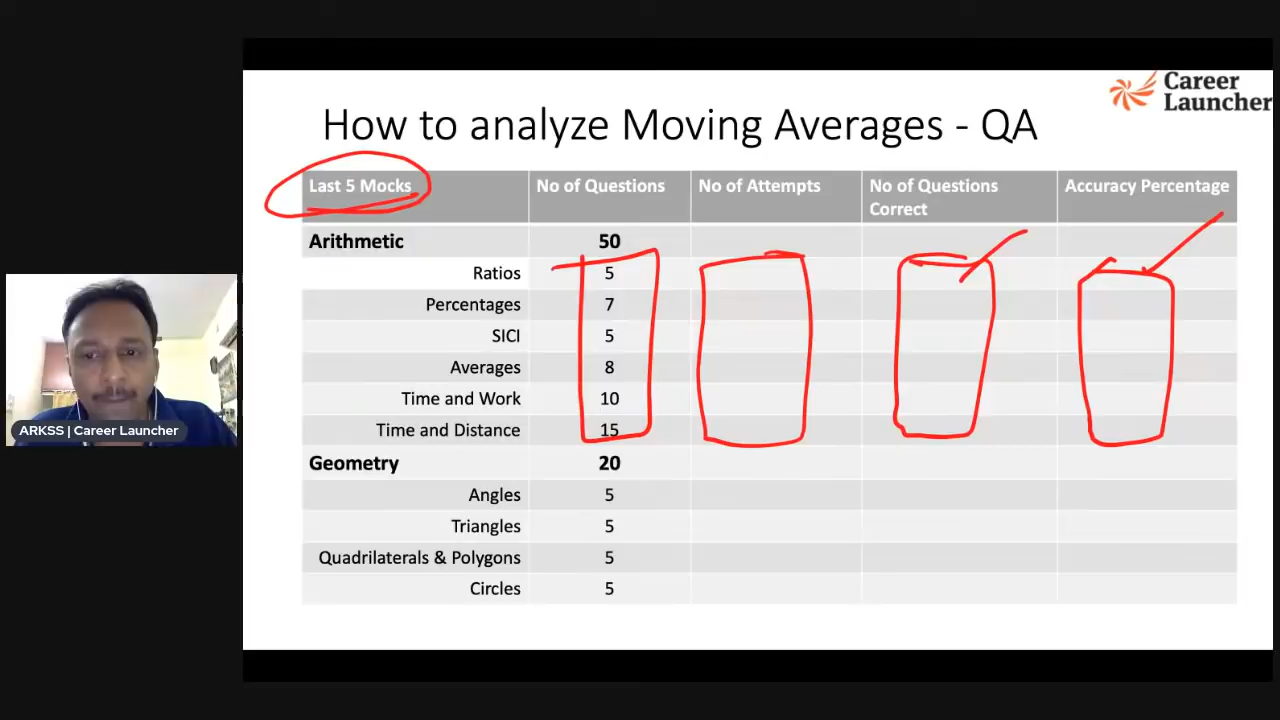 Career
Launcher
How to analyze Moving Averages - QA
Last 5 Mocks No of Questions No of Attempts No of Questions Correct Accuracy Percentage
Arithmetic 50
Ratios 5
Percentages 7
SICI 5
Averages 8
Time and Work 10
Time and Distance 15
Geometry 20
Angles 5
Triangles 5
Quadrilaterals & Polygons 5
Circles 5
ARKSS | Career Launcher